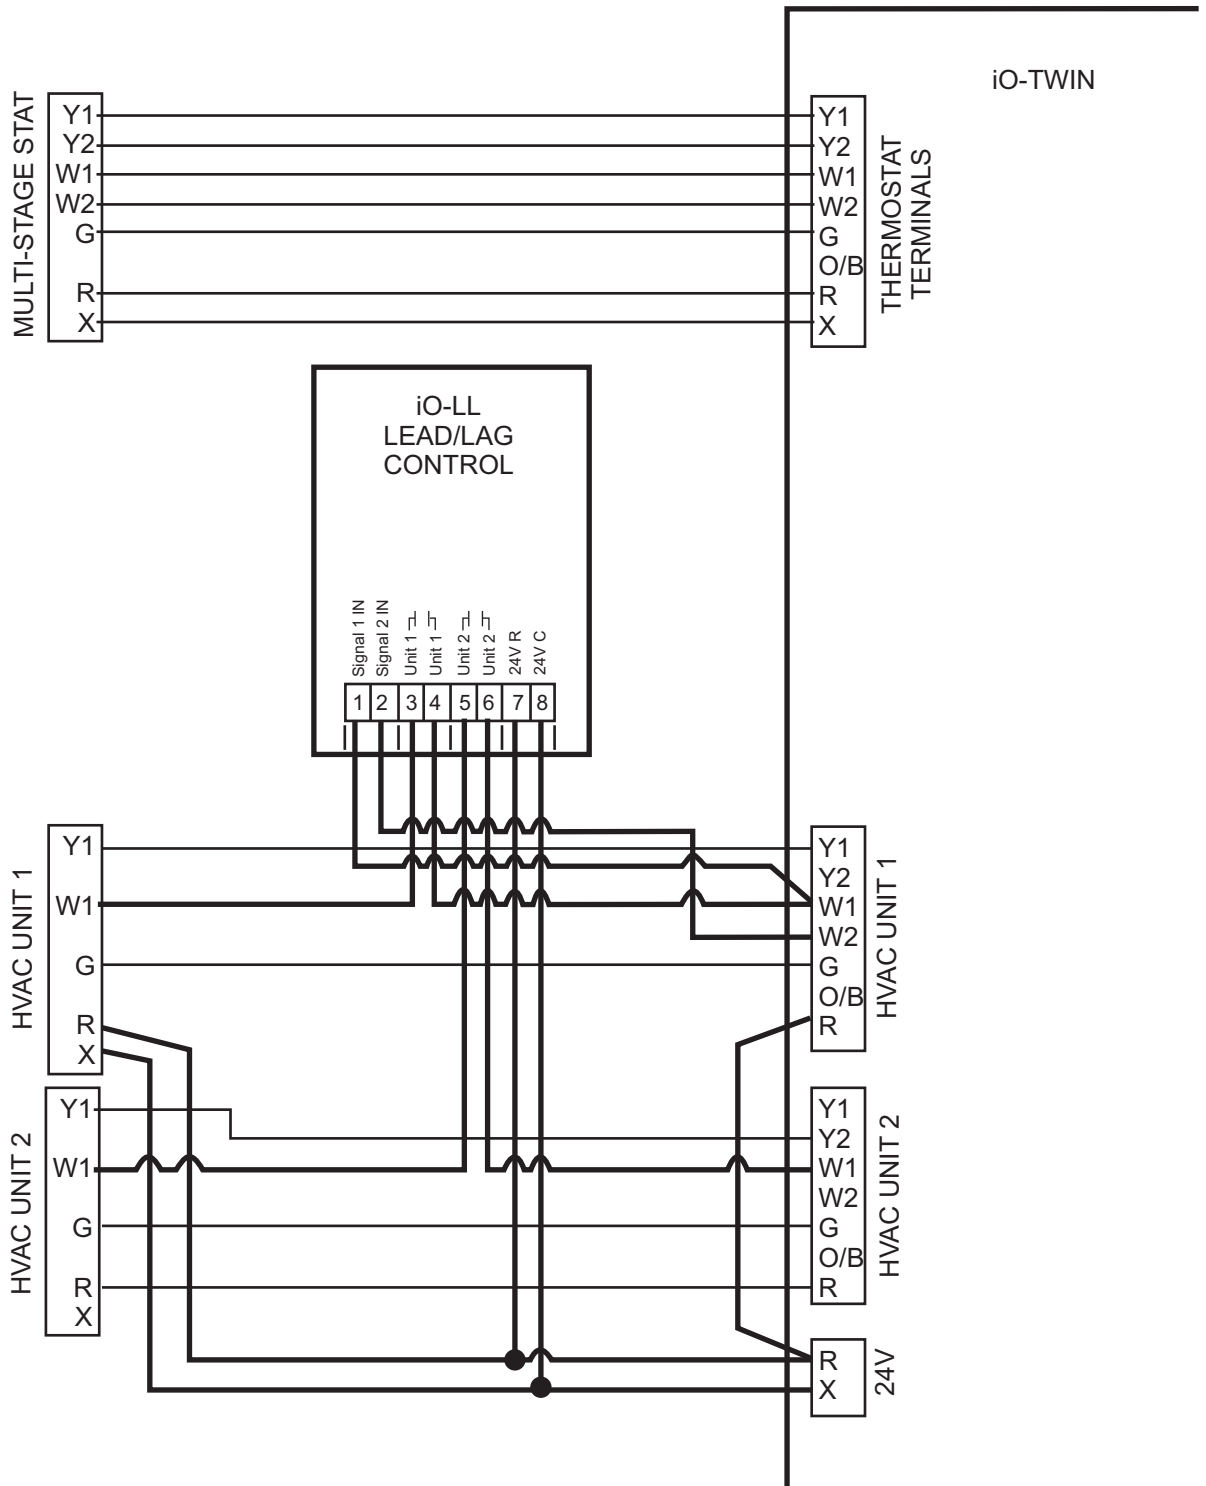 iO-TWIN
MULTI-STAGE STAT
Y1
Y2
W1
W2
G
R
X
Y1
Y2
W1
W2
G
O/B
R
X
THERMOSTAT
TERMINALS
iO-LL
LEAD/LAG
CONTROL
Signal 1 IN
Signal 2 IN
Unit 1
Unit 1
Unit 2
Unit 2
24V R
24V C
1 2 3 4 5 6 7 8
HVAC UNIT 1
Y1
W1
G
R
X
Y1
Y2
W1
W2
G
O/B
R
HVAC UNIT 1
HVAC UNIT 2
Y1
W1
G
R
X
Y1
Y2
W1
W2
G
O/B
R
HVAC UNIT 2
R
X
24V